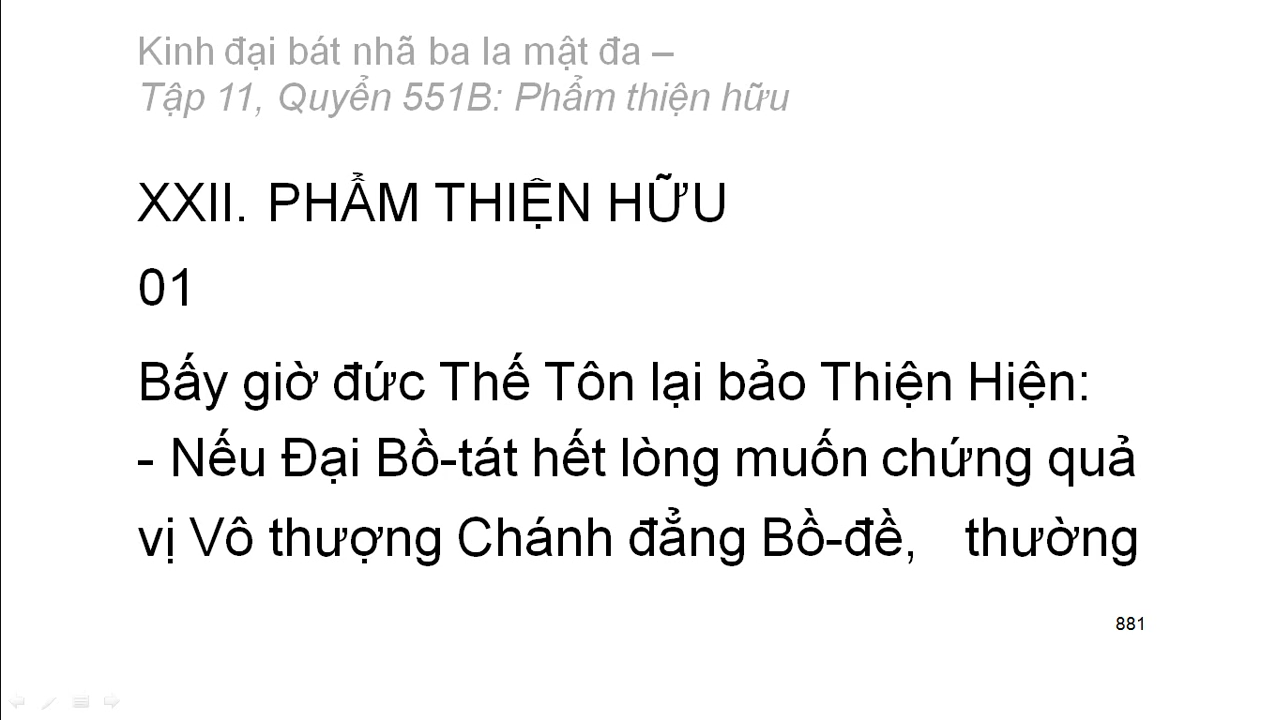 Kinh đại bát nhã ba la mật đa –
Tập 11, Quyển 551B: Phẩm thiện hữu
XXII. PHẨM THIỆN HỮU
01
Bấy giờ đức Thế Tôn lại bảo Thiện Hiện:
- Nếu Đại Bồ-tát hết lòng muốn chứng quả
vị Vô thượng Chánh đẳng Bồ-đề, thường
881